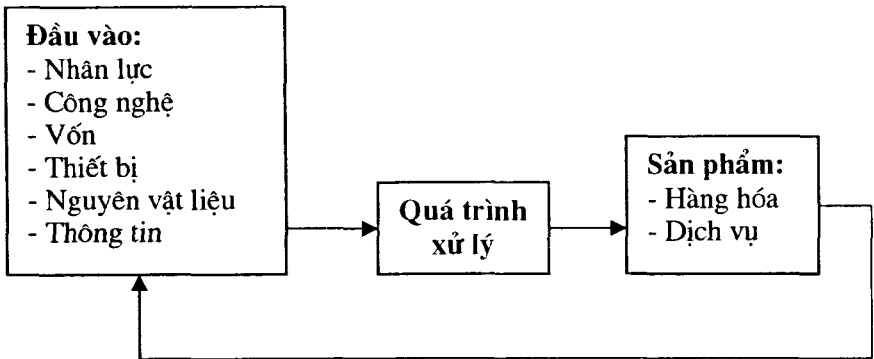 Đầu vào:
- Nhân lực
- Công nghệ
- Vốn
- Thiết bị
- Nguyên vật liệu
- Thông tin
Quá trình
xử lý
Sản phẩm:
- Hàng hóa
- Dịch vụ